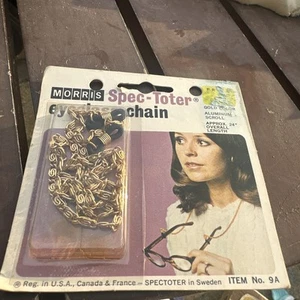 MORRIS Spec-Toter®
eyeglass chain
GOLD COLOR
ALUMINUM
SCROLL
APPROX. 24"
OVERALL
LENGTH
® Reg. in U.S.A., Canada & France — SPECTOTER in Sweden ITEM No. 9A